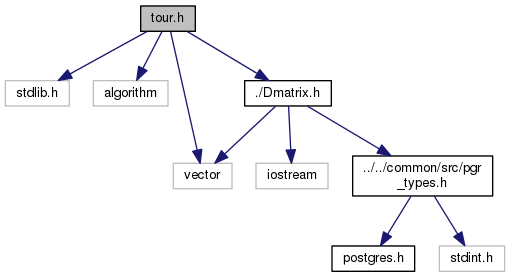 tour.h
stdlib.h
algorithm
./Dmatrix.h
vector
iostream
../../common/src/pgr
_types.h
postgres.h
stdint.h